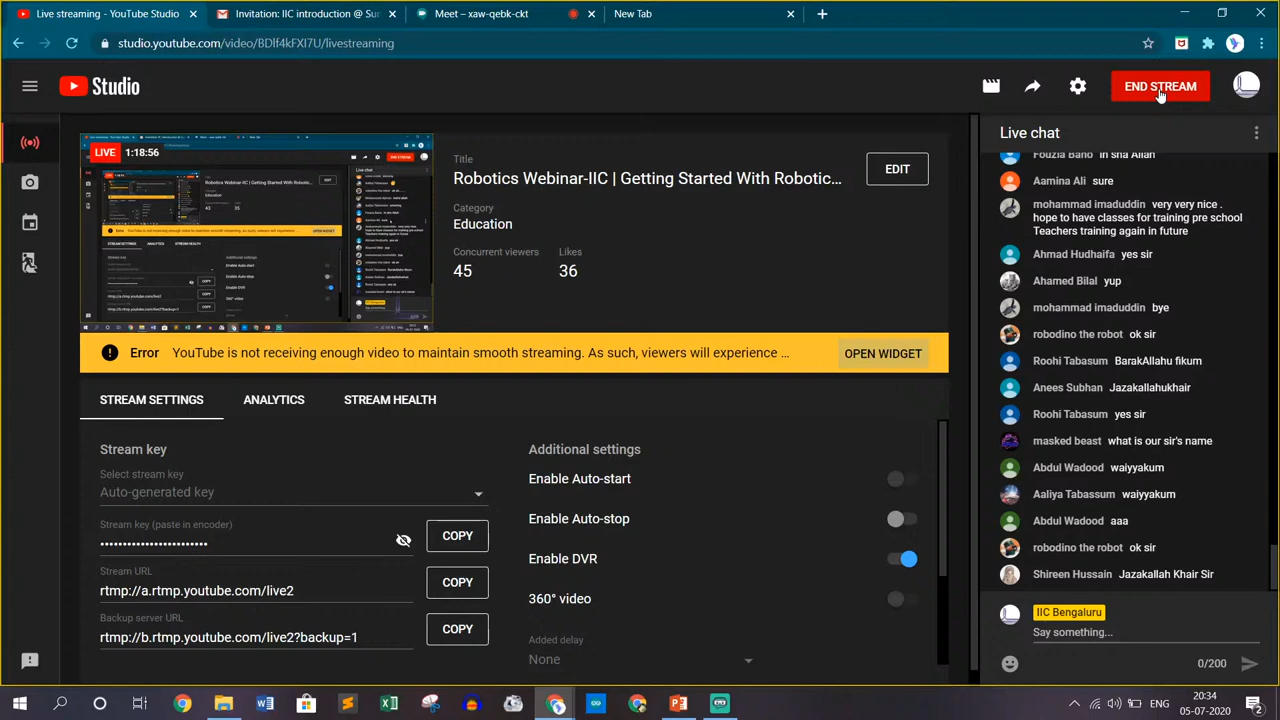 Live streaming - YouTube Studio
Invitation: IIC introduction @ Sun
Meet – xaw-qebk-ckt
New Tab
studio.youtube.com/video/BDlf4kFXI7U/livestreaming
Studio
END STREAM
LIVE 1:18:56
Title
Robotics Webinar-IIC | Getting Started With Robotic...
EDIT
Category
Education
Concurrent viewers
Likes
45
36
Error YouTube is not receiving enough video to maintain smooth streaming. As such, viewers will experience ...
OPEN WIDGET
STREAM SETTINGS
ANALYTICS
STREAM HEALTH
Stream key
Select stream key
Auto-generated key
Stream key (paste in encoder)
••••••••••••••••••••••••
COPY
Stream URL
rtmp://a.rtmp.youtube.com/live2
COPY
Backup server URL
rtmp://b.rtmp.youtube.com/live2?backup=1
COPY
Additional settings
Enable Auto-start
Enable Auto-stop
Enable DVR
360° video
Added delay
None
Live chat
Fouzia Bano In sha Allah
Aamina Ali sure
mohammad imaduddin very very nice .
hope to have classes for training pre school
Teachers training again in future
Ahmad Huthaifa yes sir
Ahamed Bilal yup
mohammad imaduddin bye
robodino the robot ok sir
Roohi Tabasum BarakAllahu fikum
Anees Subhan Jazakallahukhair
Roohi Tabasum yes sir
masked beast what is our sir's name
Abdul Wadood waiyyakum
Aaliya Tabassum waiyyakum
Abdul Wadood aaa
robodino the robot ok sir
Shireen Hussain Jazakallah Khair Sir
IIC Bengaluru
Say something...
0/200
ENG
20:34
05-07-2020
2